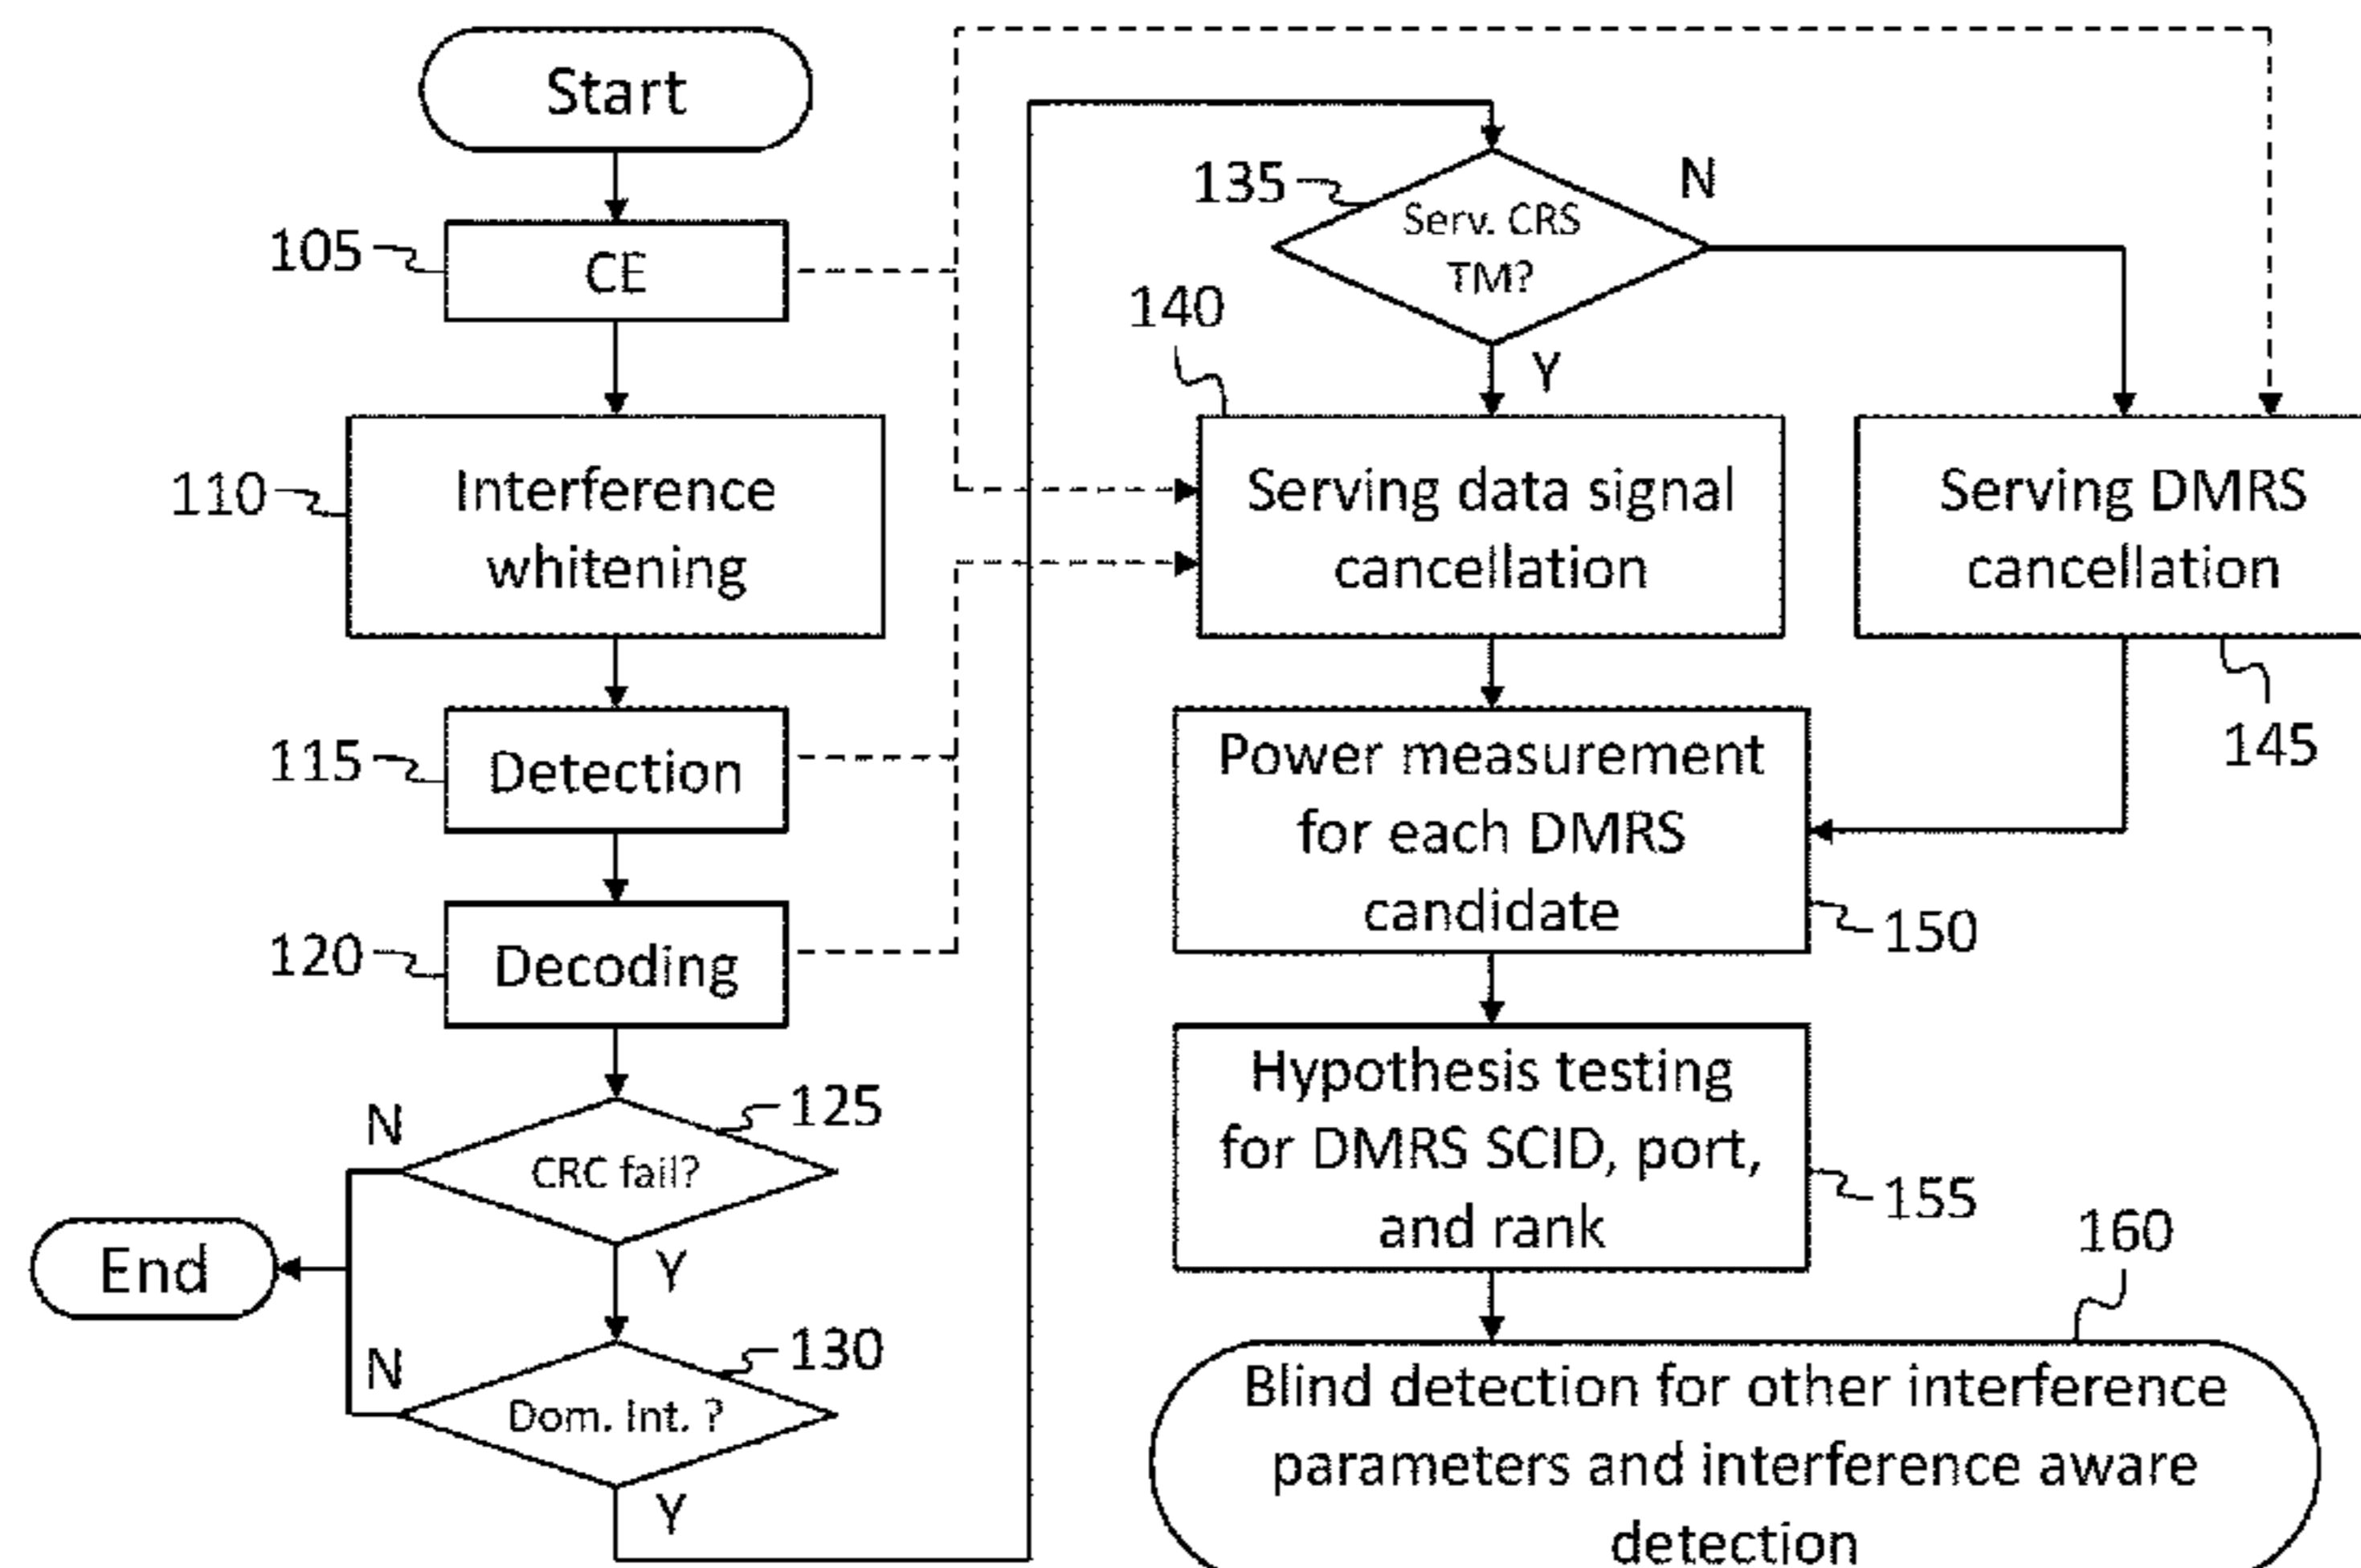 Start
105
CE
110
Interference
whitening
115
Detection
120
Decoding
125
N
CRC fail?
Y
End
130
N
Dom. Int. ?
Y
135
N
Serv. CRS
TM?
Y
140
Serving data signal
cancellation
Serving DMRS
cancellation
145
Power measurement
for each DMRS
candidate
150
Hypothesis testing
for DMRS SCID, port,
and rank
155
160
Blind detection for other interference
parameters and interference aware
detection